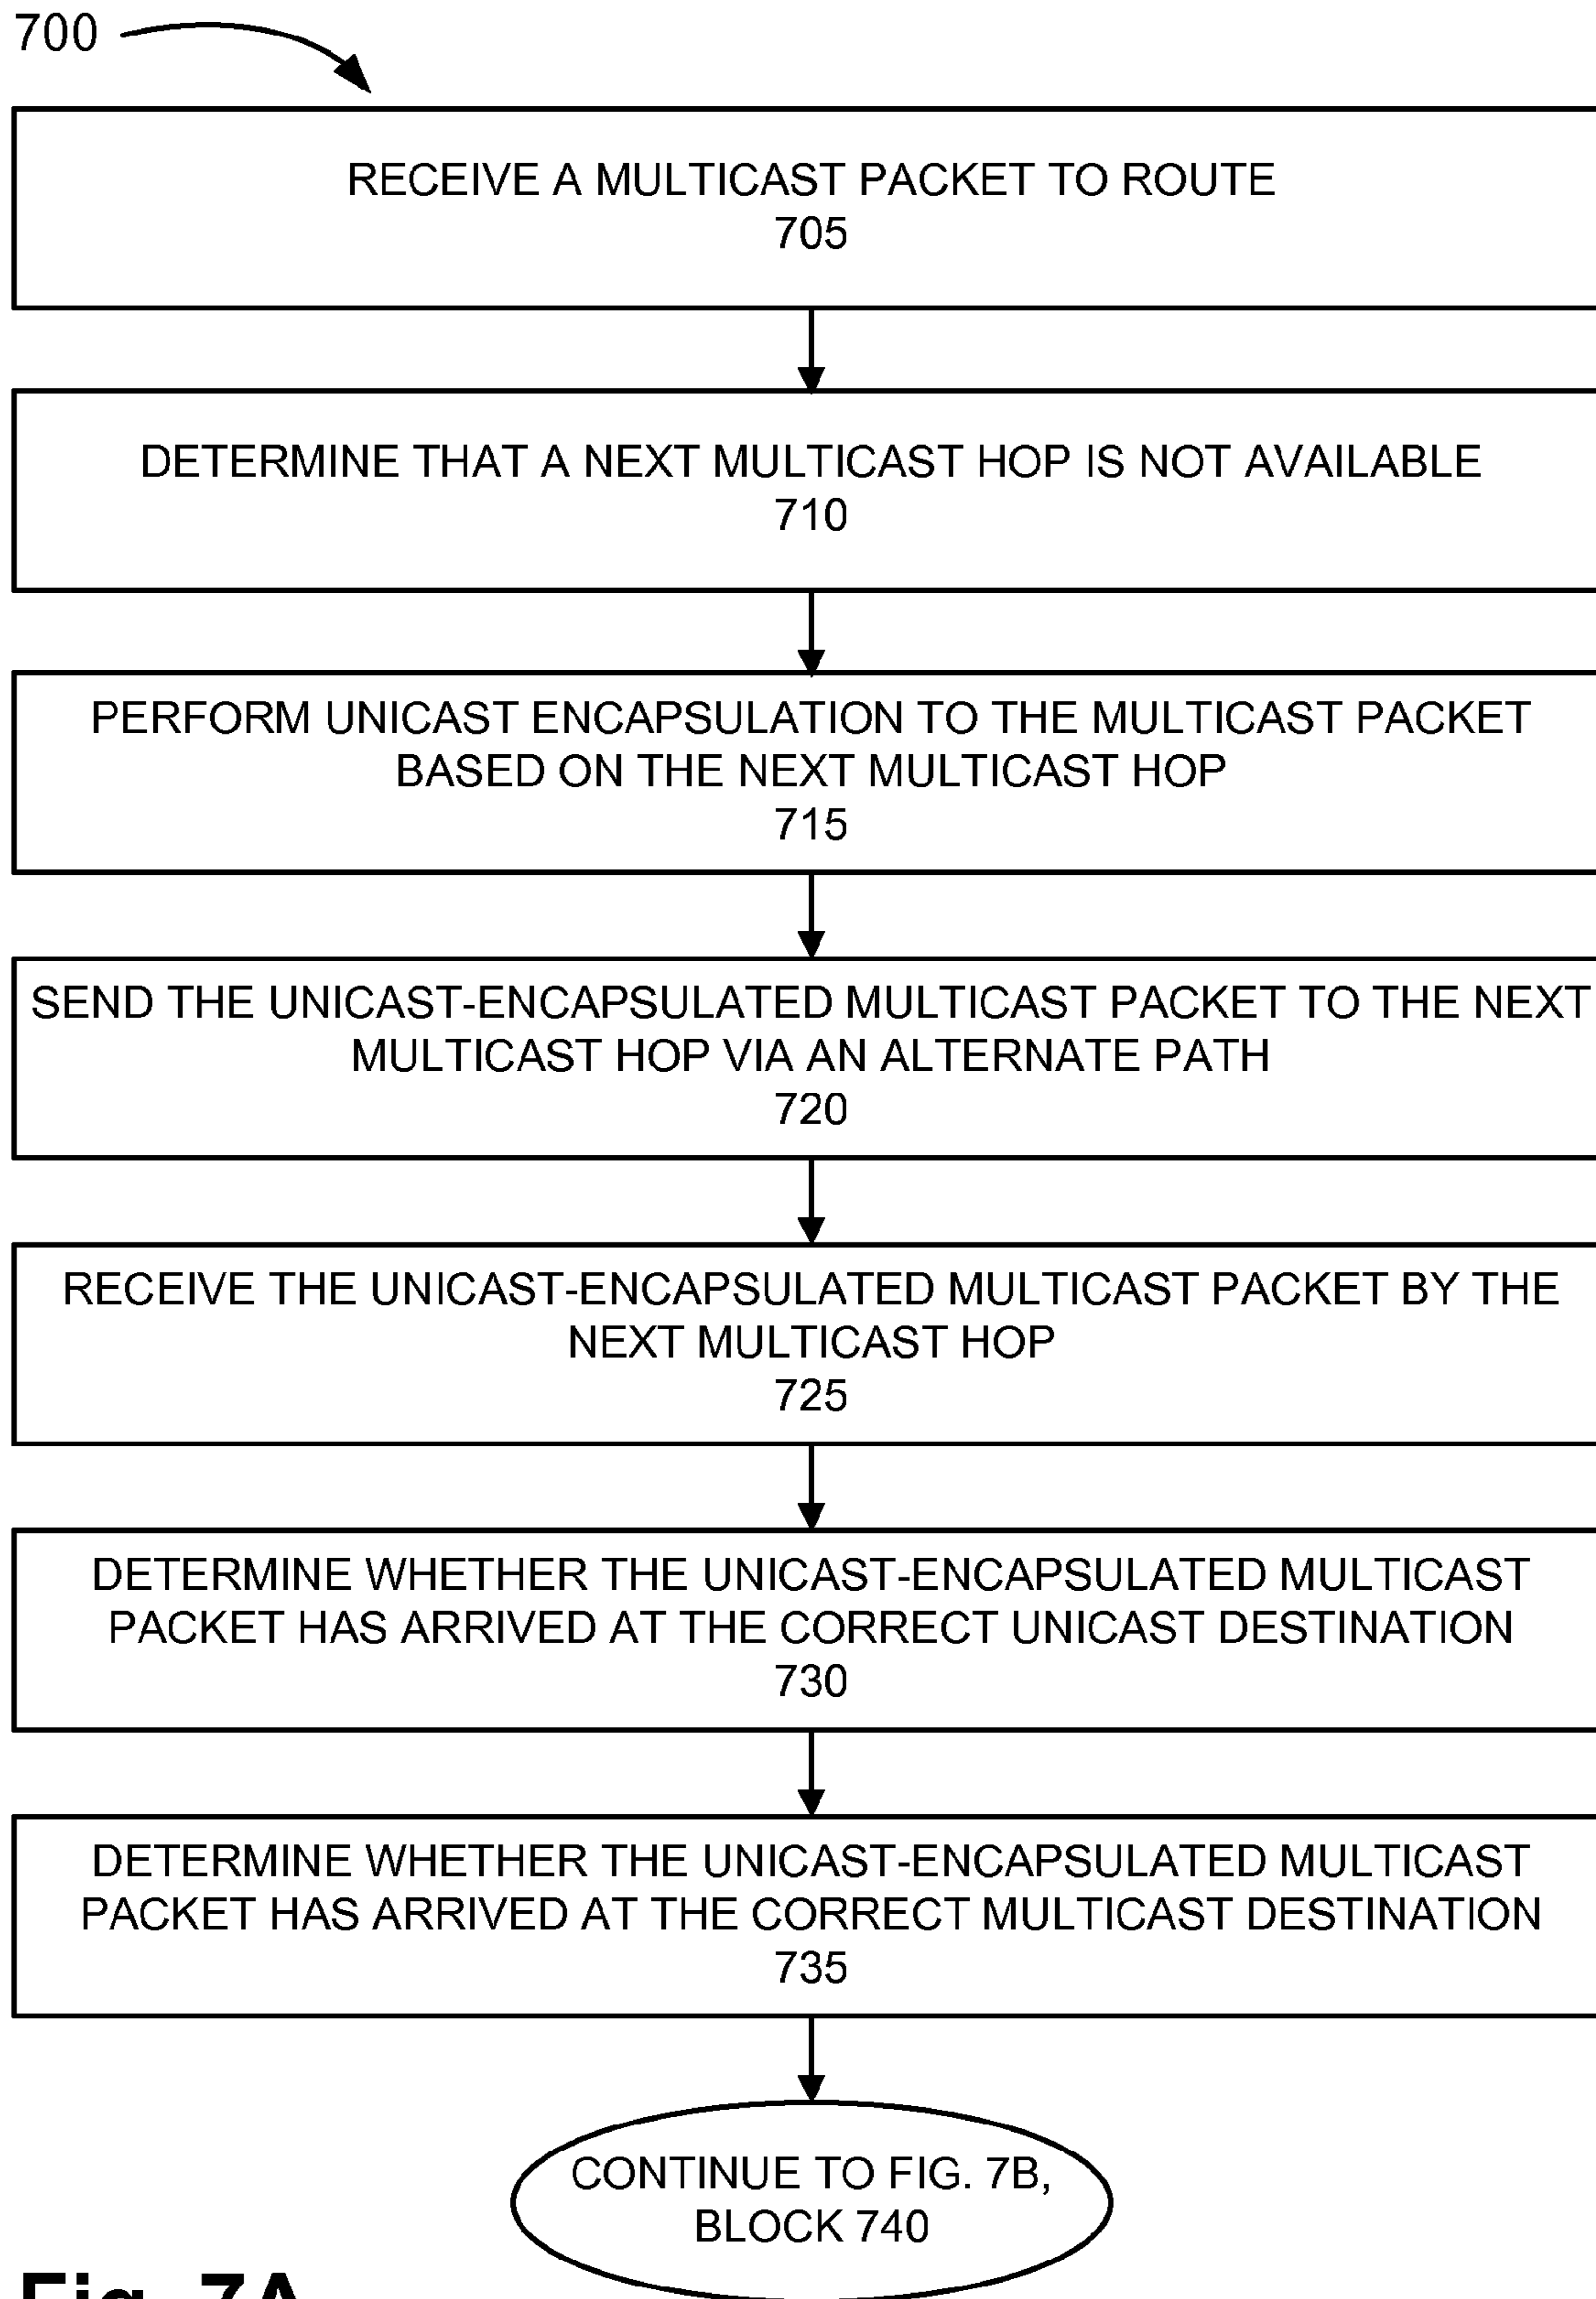 700
RECEIVE A MULTICAST PACKET TO ROUTE
705
DETERMINE THAT A NEXT MULTICAST HOP IS NOT AVAILABLE
710
PERFORM UNICAST ENCAPSULATION TO THE MULTICAST PACKET
BASED ON THE NEXT MULTICAST HOP
715
SEND THE UNICAST-ENCAPSULATED MULTICAST PACKET TO THE NEXT
MULTICAST HOP VIA AN ALTERNATE PATH
720
RECEIVE THE UNICAST-ENCAPSULATED MULTICAST PACKET BY THE
NEXT MULTICAST HOP
725
DETERMINE WHETHER THE UNICAST-ENCAPSULATED MULTICAST
PACKET HAS ARRIVED AT THE CORRECT UNICAST DESTINATION
730
DETERMINE WHETHER THE UNICAST-ENCAPSULATED MULTICAST
PACKET HAS ARRIVED AT THE CORRECT MULTICAST DESTINATION
735
CONTINUE TO FIG. 7B,
BLOCK 740
Fig. 7A